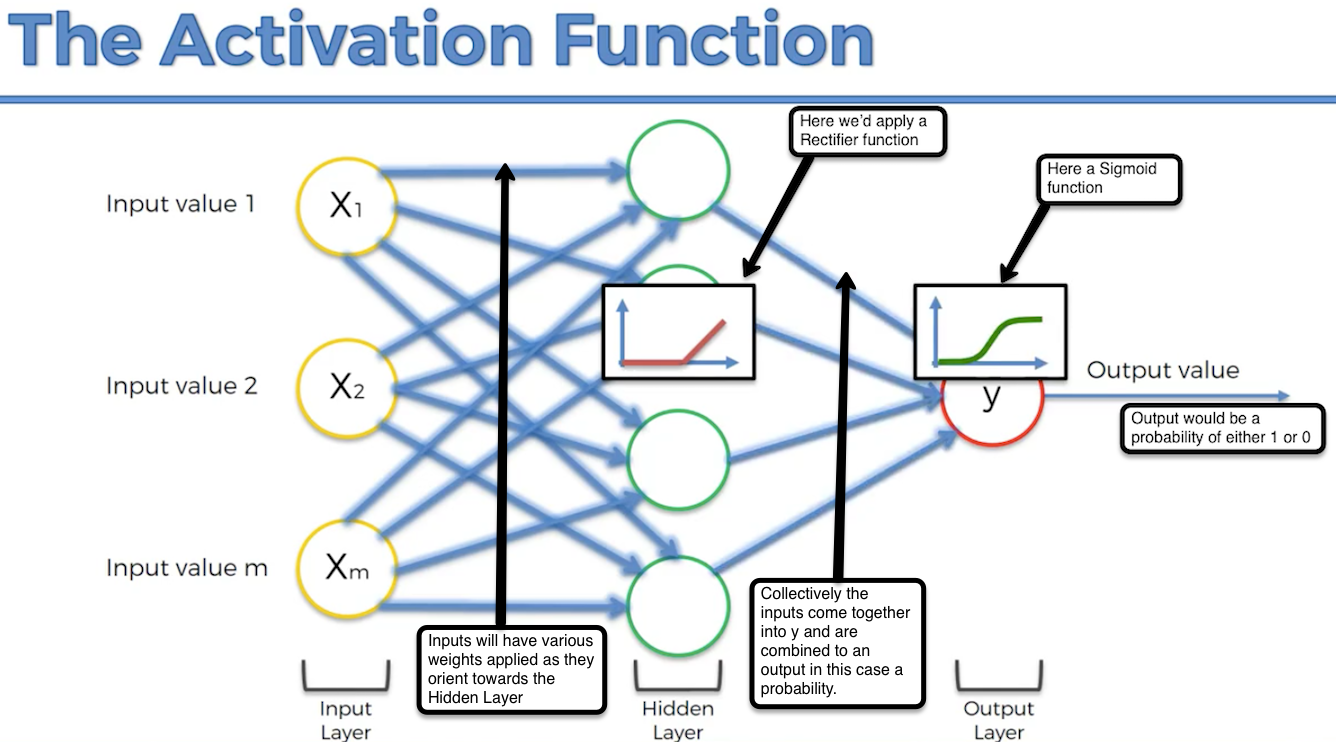 The Activation Function
Here we'd apply a
Rectifier function
Here a Sigmoid
function
Input value 1
X1
Input value 2
X2
y
Output value
Output would be a
probability of either 1 or 0
Input value m
Xm
Inputs will have various
weights applied as they
orient towards the
Hidden Layer
Collectively the
inputs come together
into y and are
combined to an
output in this case a
probability.
Input
Layer
Hidden
Layer
Output
Layer